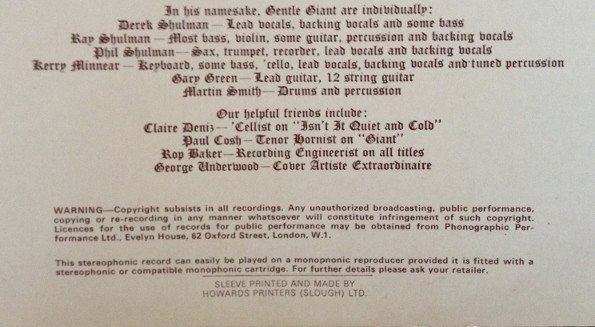 In his namesake, Gentle Giant are individually:
Derek Shulman—Lead vocals, backing vocals and some bass
Ray Shulman—Most bass, violin, some guitar, percussion and backing vocals
Phil Shulman—Sax, trumpet, recorder, lead vocals and backing vocals
Kerry Minnear—Keyboard, some bass, 'cello, lead vocals, backing vocals and tuned percussion
Gary Green—Lead guitar, 12 string guitar
Martin Smith—Drums and percussion
Our helpful friends include:
Claire Deniz—'Cellist on "Isn't It Quiet and Cold"
Paul Cosh—Tenor Hornist on "Giant"
Roy Baker—Recording Engineerist on all titles
George Underwood—Cover Artiste Extraordinaire
WARNING—Copyright subsists in all recordings. Any unauthorized broadcasting, public performance,
copying or re-recording in any manner whatsoever will constitute infringement of such copyright.
Licences for the use of records for public performance may be obtained from Phonographic Per-
formance Ltd., Evelyn House, 62 Oxford Street, London, W.1.
This stereophonic record can easily be played on a monopnonic reproducer provided it is fitted with a
stereophonic or compatible monophonic cartridge. For further details please ask your retailer.
SLEEVE PRINTED AND MADE BY
HOWARDS PRINTERS (SLOUGH) LTD.